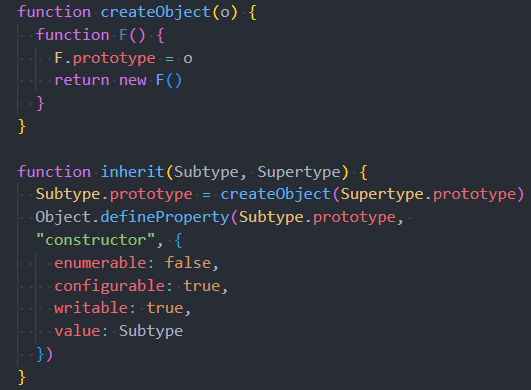 function createObject(o) {
  function F() {
    F.prototype = o
    return new F()
  }
}

function inherit(Subtype, Supertype) {
  Subtype.prototype = createObject(Supertype.prototype)
  Object.defineProperty(Subtype.prototype,
  "constructor", {
    enumerable: false,
    configurable: true,
    writable: true,
    value: Subtype
  })
}